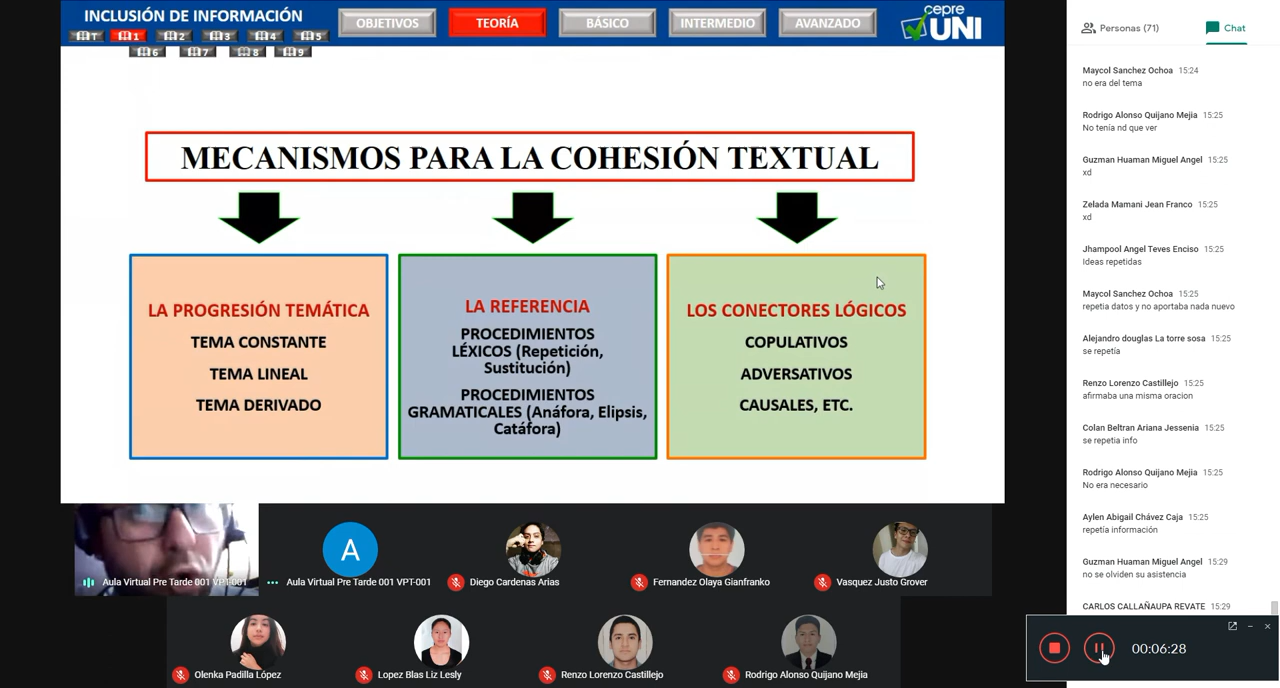 INCLUSIÓN DE INFORMACIÓN
T
1
2
3
4
5
6
7
8
9
OBJETIVOS
TEORÍA
BÁSICO
INTERMEDIO
AVANZADO
cepre
UNI
MECANISMOS PARA LA COHESIÓN TEXTUAL
LA PROGRESIÓN TEMÁTICA
TEMA CONSTANTE
TEMA LINEAL
TEMA DERIVADO
LA REFERENCIA
PROCEDIMIENTOS
LÉXICOS (Repetición,
Sustitución)
PROCEDIMIENTOS
GRAMATICALES (Anáfora, Elipsis,
Catáfora)
LOS CONECTORES LÓGICOS
COPULATIVOS
ADVERSATIVOS
CAUSALES, ETC.
Aula Virtual Pre Tarde 001 VPT-001
A
Aula Virtual Pre Tarde 001 VPT-001
Diego Cardenas Arias
Fernandez Olaya Gianfranko
Vasquez Justo Grover
Olenka Padilla López
Lopez Blas Liz Lesly
Renzo Lorenzo Castillejo
Rodrigo Alonso Quijano Mejia
Personas (71)
Chat
Maycol Sanchez Ochoa 15:24
no era del tema
Rodrigo Alonso Quijano Mejia 15:25
No tenía nd que ver
Guzman Huaman Miguel Angel 15:25
xd
Zelada Mamani Jean Franco 15:25
xd
Jhampool Angel Teves Enciso 15:25
Ideas repetidas
Maycol Sanchez Ochoa 15:25
repetia datos y no aportaba nada nuevo
Alejandro douglas La torre sosa 15:25
se repetía
Renzo Lorenzo Castillejo 15:25
afirmaba una misma oracion
Colan Beltran Ariana Jessenia 15:25
se repetia info
Rodrigo Alonso Quijano Mejia 15:25
No era necesario
Aylen Abigail Chávez Caja 15:25
repetía información
Guzman Huaman Miguel Angel 15:29
no se olviden su asistencia
CARLOS CALLAÑAUPA REVATE 15:29
00:06:28